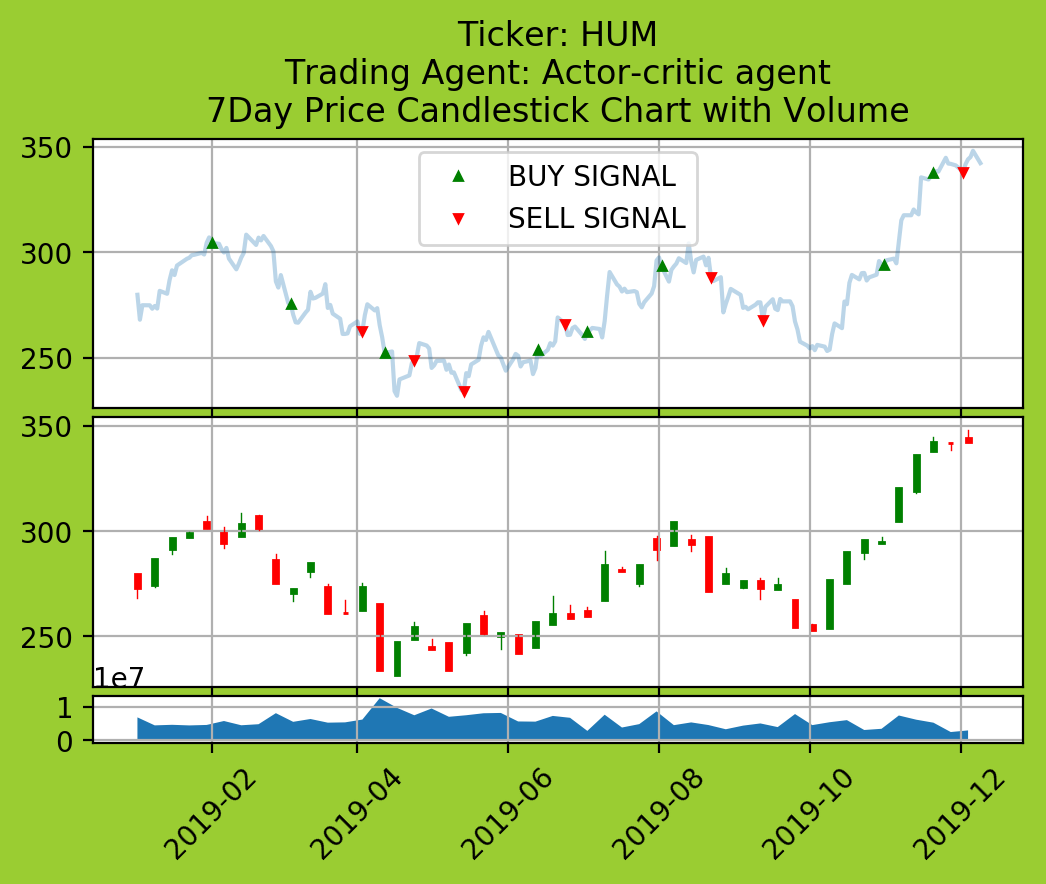 Ticker: HUM
Trading Agent: Actor-critic agent
7Day Price Candlestick Chart with Volume
350
300
250
BUY SIGNAL
SELL SIGNAL
350
300
250
1e7
1
0
2019-02
2019-04
2019-06
2019-08
2019-10
2019-12